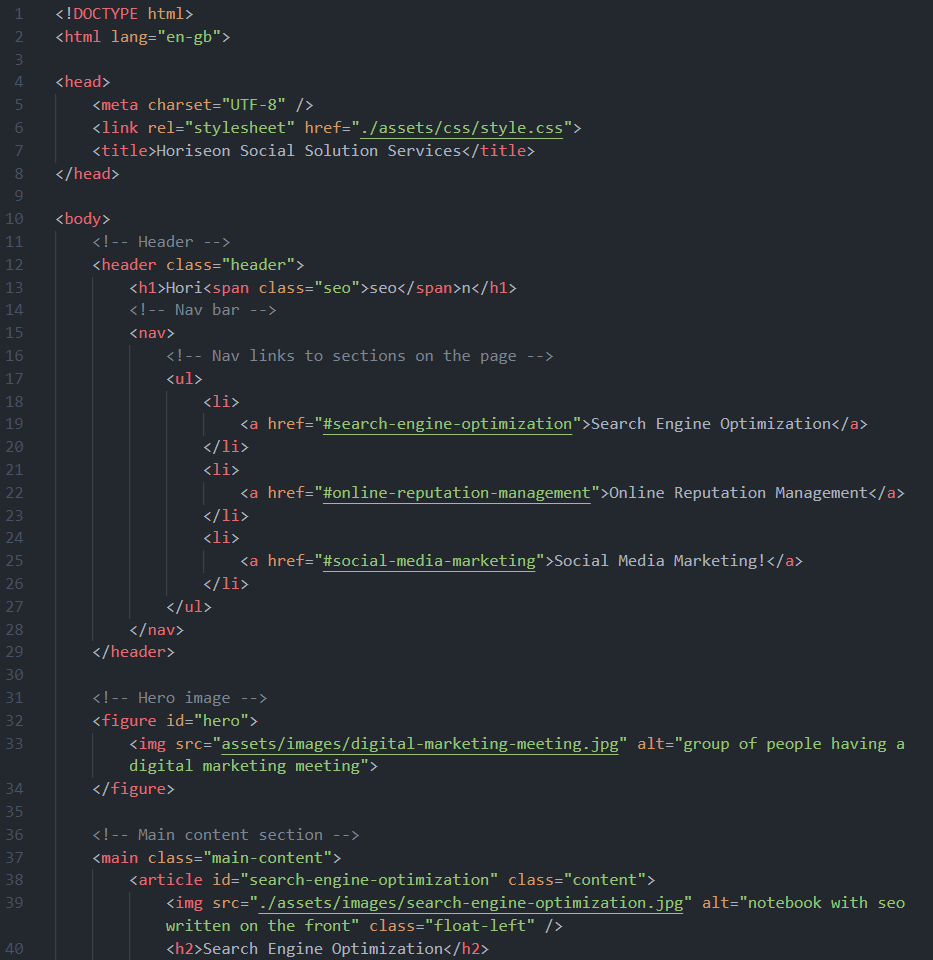 1 <!DOCTYPE html>
2 <html lang="en-gb">
3
4 <head>
5 <meta charset="UTF-8" />
6 <link rel="stylesheet" href="./assets/css/style.css">
7 <title>Horiseon Social Solution Services</title>
8 </head>
9
10 <body>
11 <!-- Header -->
12 <header class="header">
13 <h1>Hori<span class="seo">seo</span>n</h1>
14 <!-- Nav bar -->
15 <nav>
16 <!-- Nav links to sections on the page -->
17 <ul>
18 <li>
19 <a href="#search-engine-optimization">Search Engine Optimization</a>
20 </li>
21 <li>
22 <a href="#online-reputation-management">Online Reputation Management</a>
23 </li>
24 <li>
25 <a href="#social-media-marketing">Social Media Marketing!</a>
26 </li>
27 </ul>
28 </nav>
29 </header>
30
31 <!-- Hero image -->
32 <figure id="hero">
33 <img src="assets/images/digital-marketing-meeting.jpg" alt="group of people having a
digital marketing meeting">
34 </figure>
35
36 <!-- Main content section -->
37 <main class="main-content">
38 <article id="search-engine-optimization" class="content">
39 <img src="./assets/images/search-engine-optimization.jpg" alt="notebook with seo
written on the front" class="float-left" />
40 <h2>Search Engine Optimization</h2>